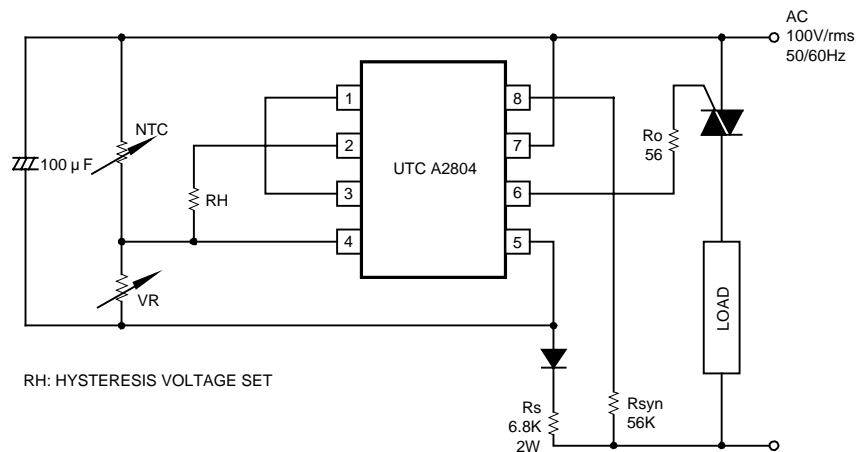 AC
100V/rms
50/60Hz
1
8
NTC
Ro
56
2
7
100 μF
UTC A2804
RH
3
6
4
5
VR
LOAD
RH: HYSTERESIS VOLTAGE SET
Rs
6.8K
2W
Rsyn
56K